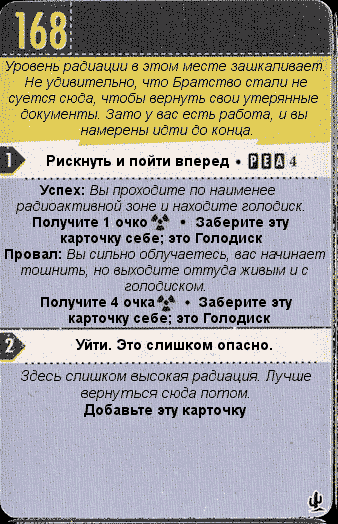 168
Уровень радиации в этом месте зашкаливает.
Не удивительно, что Братство стали не
суется сюда, чтобы вернуть свои утерянные
документы. Зато у вас есть работа, и вы
намерены идти до конца.
1 Рискнуть и пойти вперед • P E A 4
Успех: Вы проходите по наименее
радиоактивной зоне и находите голодиск.
Получите 1 очко • Заберите эту
карточку себе; это Голодиск
Провал: Вы сильно облучаетесь, вас начинает
тошнить, но выходите оттуда живым и с
голодиском.
Получите 4 очка • Заберите эту
карточку себе; это Голодиск
2 Уйти. Это слишком опасно.
Здесь слишком высокая радиация. Лучше
вернуться сюда потом.
Добавьте эту карточку